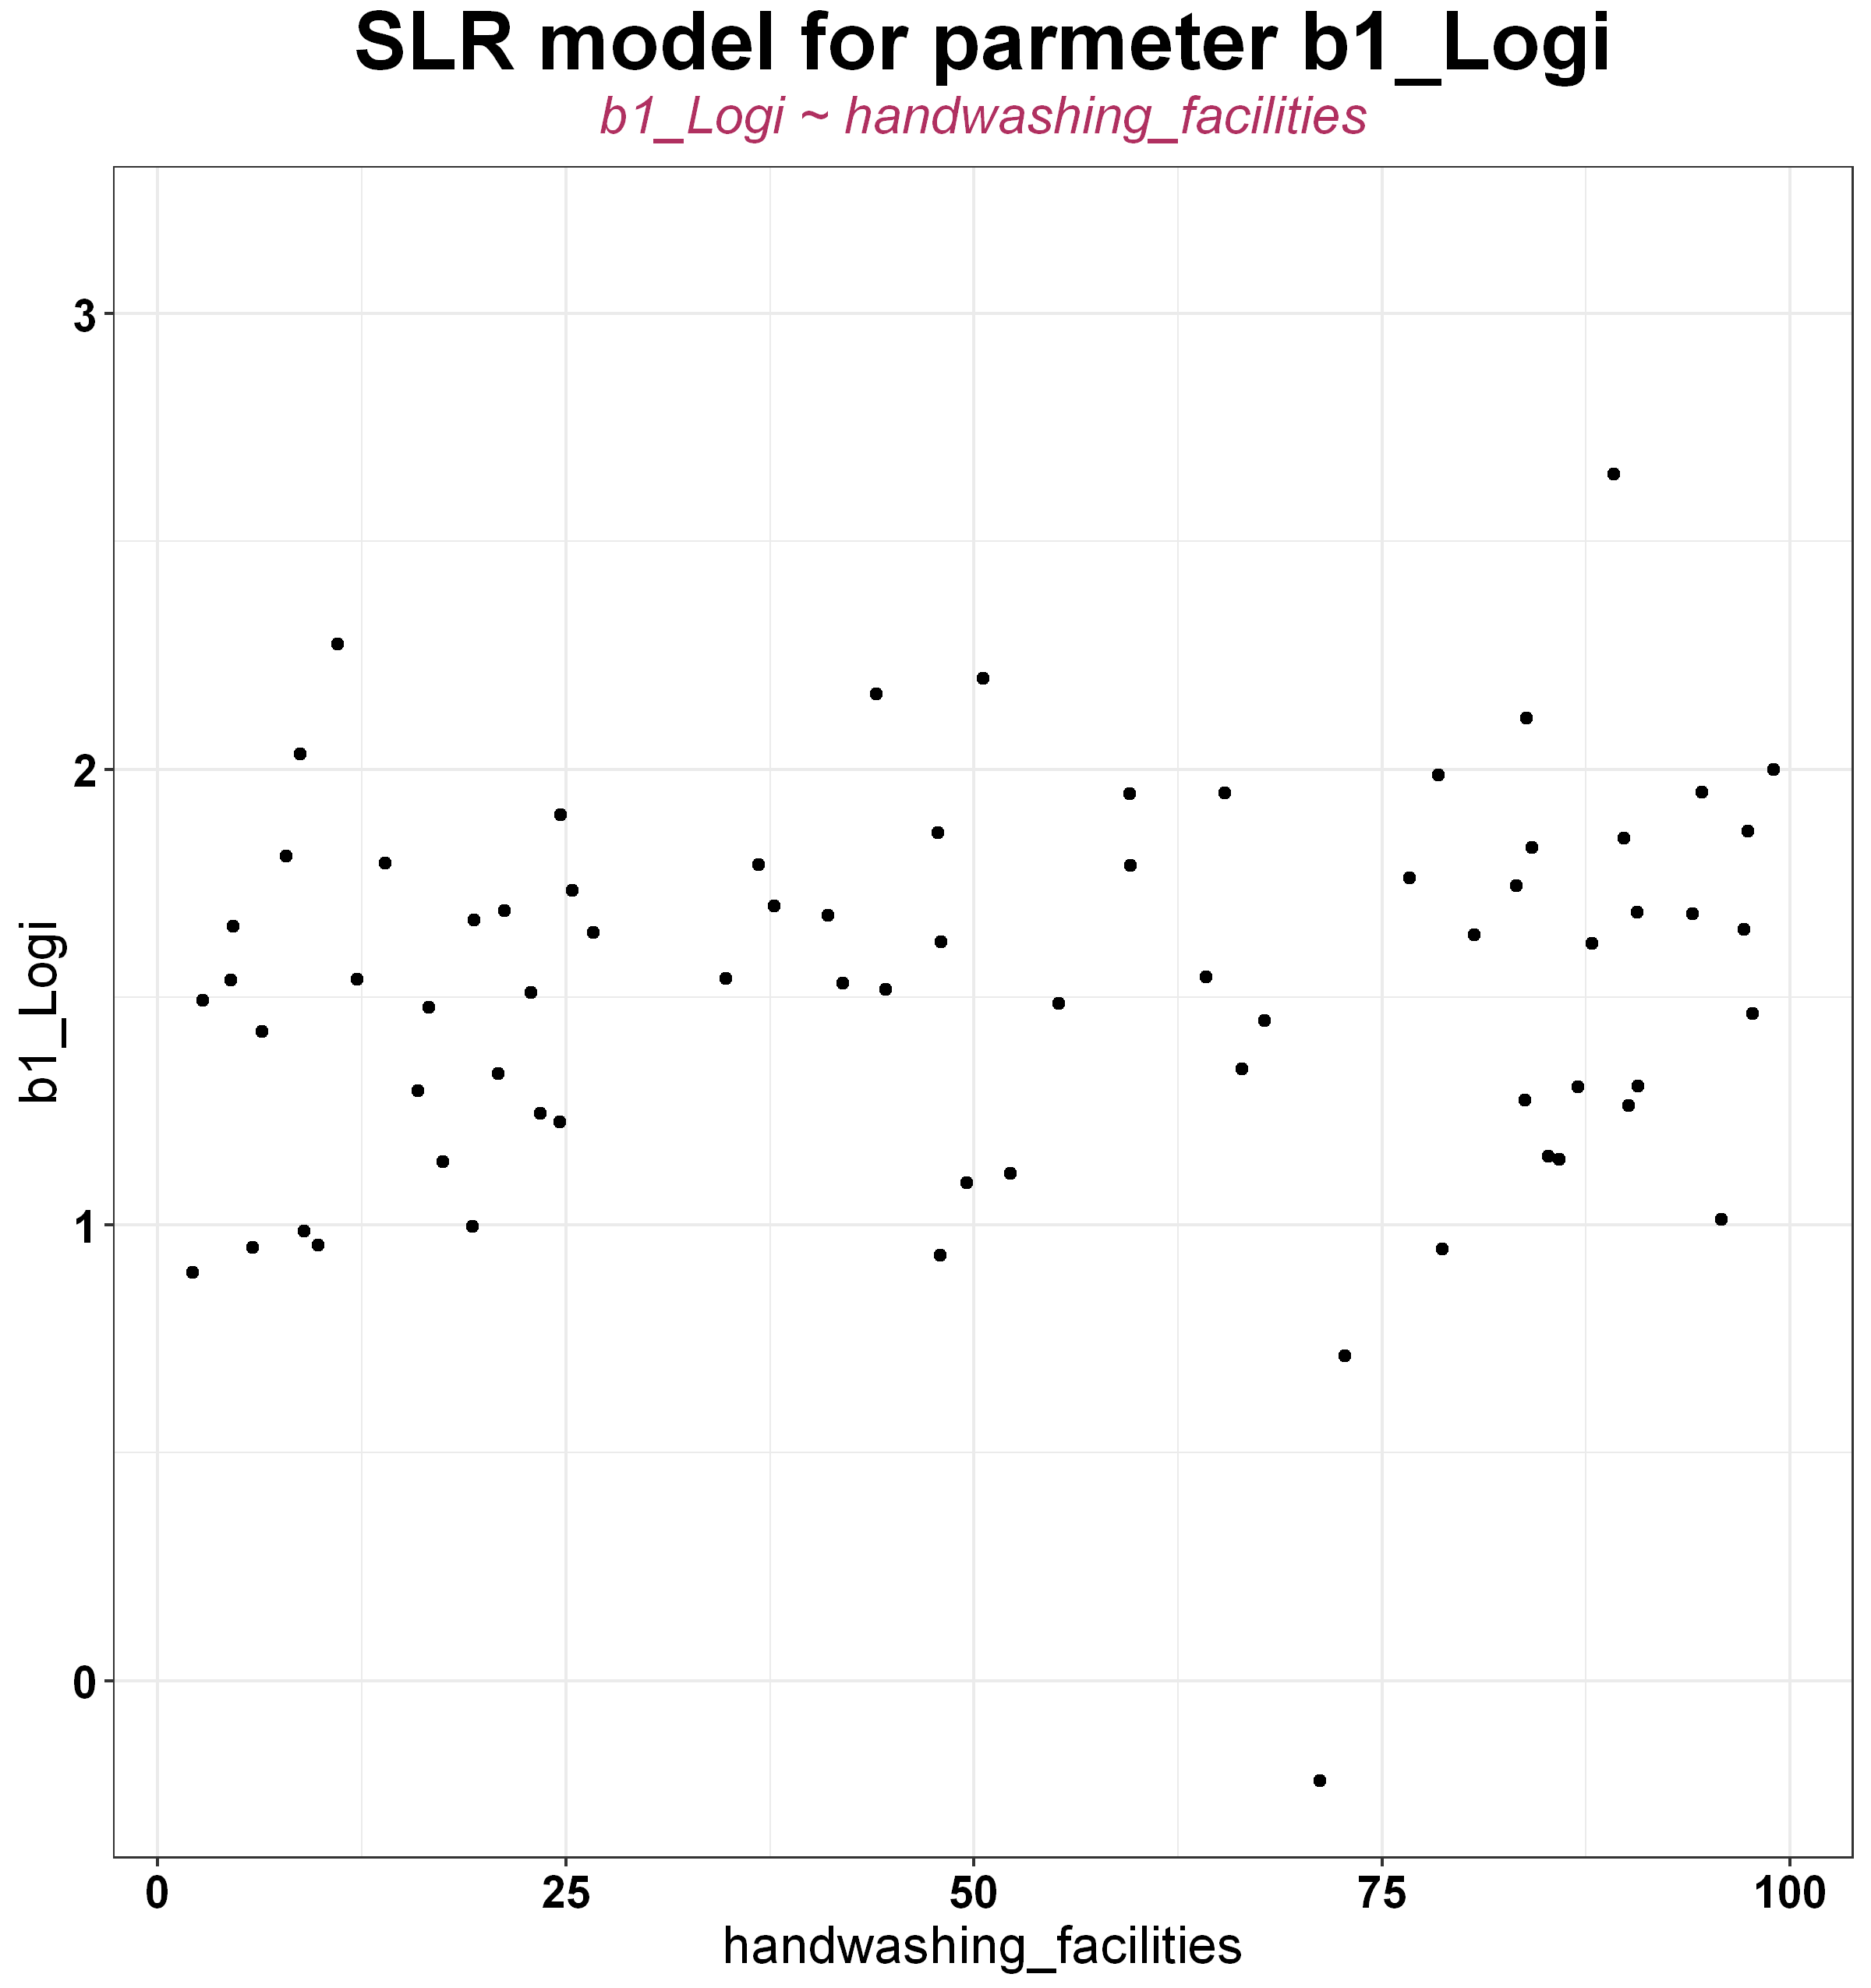 SLR model for parmeter b1_Logi
b1_Logi ~ handwashing_facilities
3
2
1
0
b1_Logi
0 25 50 75 100
handwashing_facilities